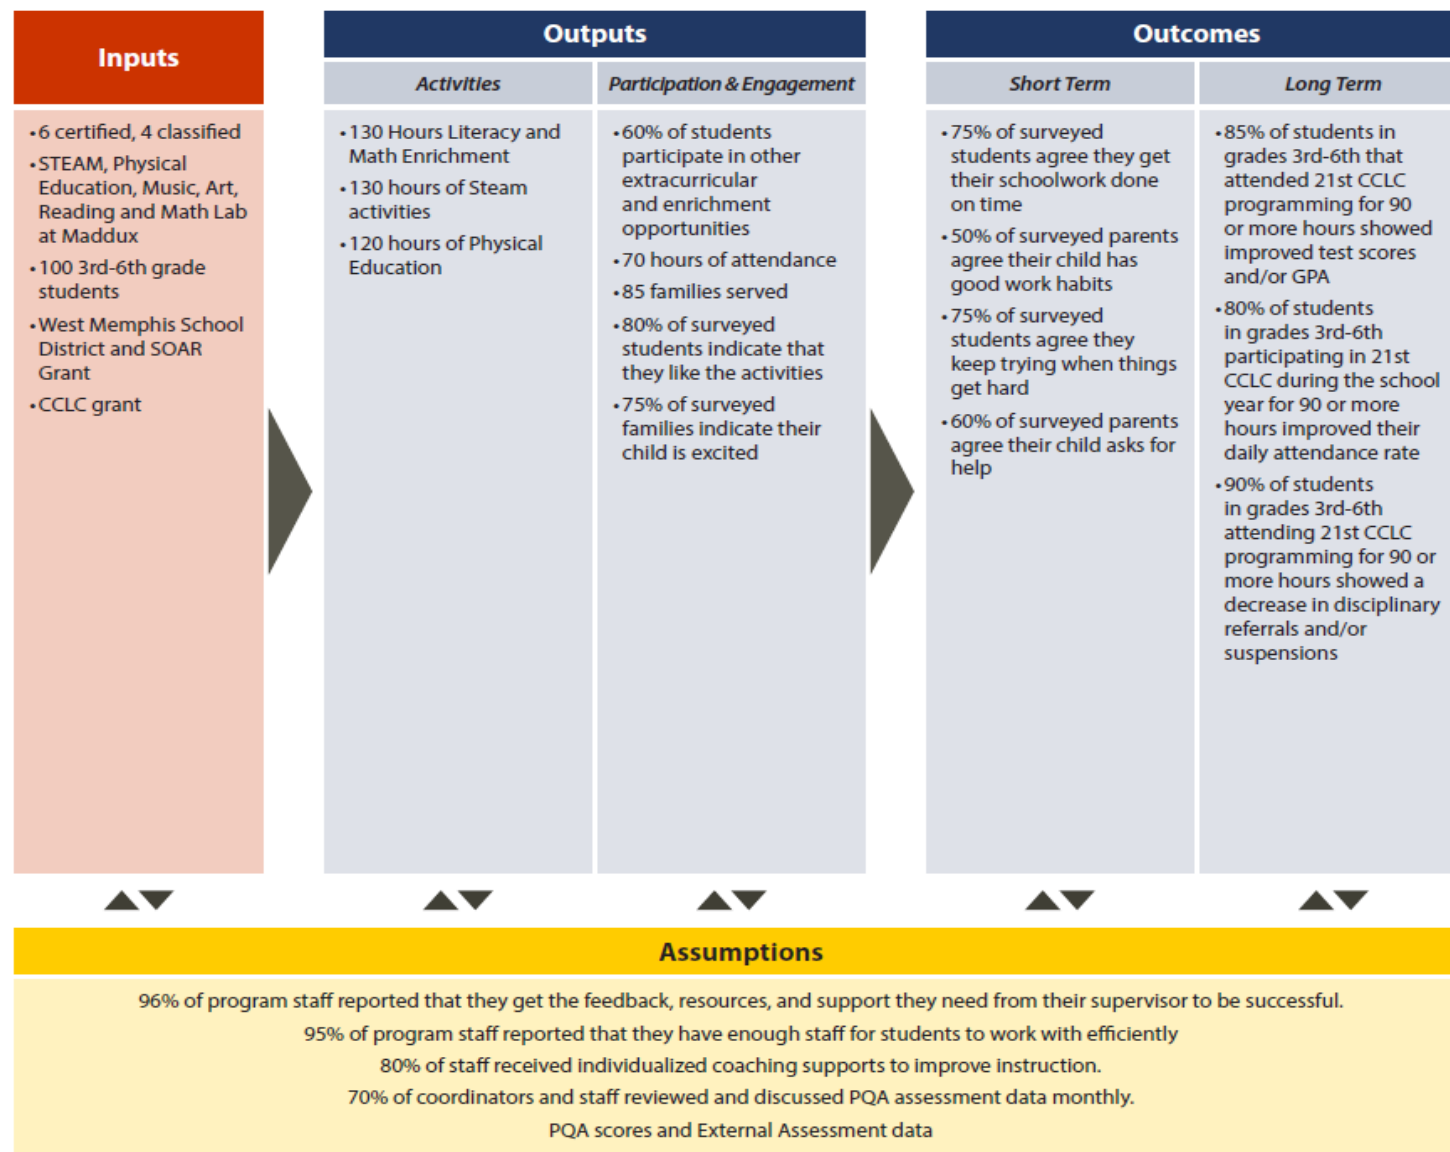 Inputs
•6 certified, 4 classified
•STEAM, Physical
Education, Music, Art,
Reading and Math Lab
at Maddux
•100 3rd-6th grade
students
•West Memphis School
District and SOAR
Grant
•CCLC grant
Outputs
Activities
•130 Hours Literacy and
Math Enrichment
•130 hours of Steam
activities
•120 hours of Physical
Education
Participation & Engagement
•60% of students
participate in other
extracurricular
and enrichment
opportunities
•70 hours of attendance
•85 families served
•80% of surveyed
students indicate that
they like the activities
•75% of surveyed
families indicate their
child is excited
Outcomes
Short Term
•75% of surveyed
students agree they get
their schoolwork done
on time
•50% of surveyed parents
agree their child has
good work habits
•75% of surveyed
students agree they
keep trying when things
get hard
•60% of surveyed parents
agree their child asks for
help
Long Term
•85% of students in
grades 3rd-6th that
attended 21st CCLC
programming for 90
or more hours showed
improved test scores
and/or GPA
•80% of students
in grades 3rd-6th
participating in 21st
CCLC during the school
year for 90 or more
hours improved their
daily attendance rate
•90% of students
in grades 3rd-6th
attending 21st CCLC
programming for 90 or
more hours showed a
decrease in disciplinary
referrals and/or
suspensions
Assumptions
96% of program staff reported that they get the feedback, resources, and support they need from their supervisor to be successful.
95% of program staff reported that they have enough staff for students to work with efficiently
80% of staff received individualized coaching supports to improve instruction.
70% of coordinators and staff reviewed and discussed PQA assessment data monthly.
PQA scores and External Assessment data